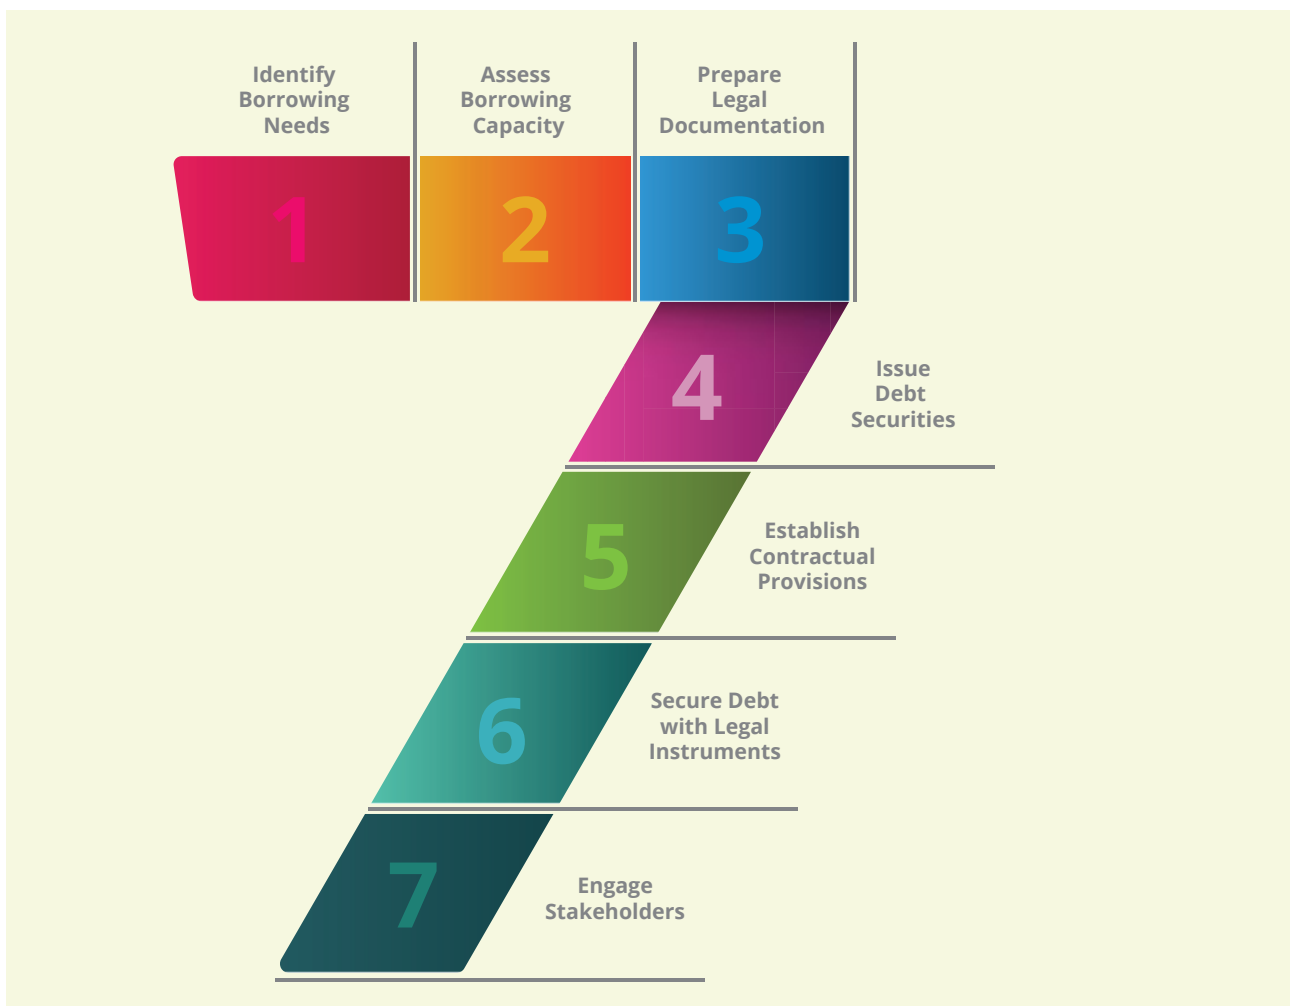 Identify
Borrowing
Needs
Assess
Borrowing
Capacity
Prepare
Legal
Documentation
1
2
3
4
Issue
Debt
Securities
5
Establish
Contractual
Provisions
6
Secure Debt
with Legal
Instruments
7
Engage
Stakeholders